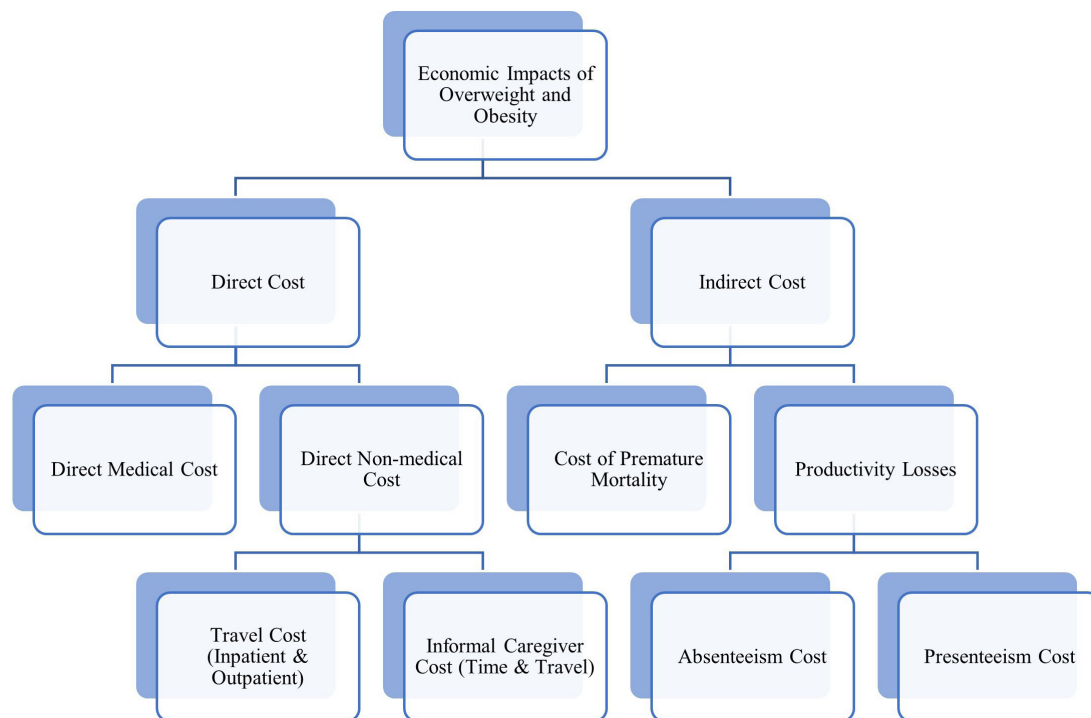 Economic Impacts of
Overweight and
Obesity
Direct Cost
Indirect Cost
Direct Medical Cost
Direct Non-medical
Cost
Cost of Premature
Mortality
Productivity Losses
Travel Cost
(Inpatient &
Outpatient)
Informal Caregiver
Cost (Time & Travel)
Absenteeism Cost
Presenteeism Cost